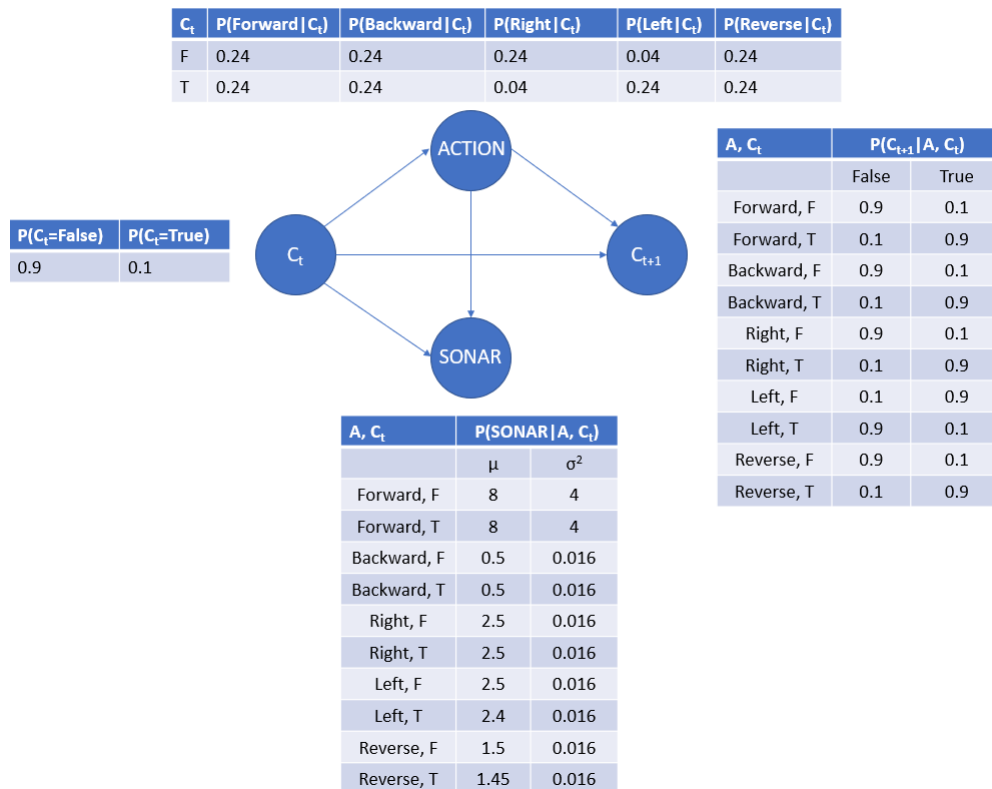 Cₜ P(Forward|Cₜ) P(Backward|Cₜ) P(Right|Cₜ) P(Left|Cₜ) P(Reverse|Cₜ)
F 0.24 0.24 0.24 0.04 0.24
T 0.24 0.24 0.04 0.24 0.24
ACTION
P(Cₜ=False) P(Cₜ=True)
0.9 0.1
Cₜ
Cₜ₊₁
SONAR
A, Cₜ P(Cₜ₊₁|A, Cₜ)
False True
Forward, F 0.9 0.1
Forward, T 0.1 0.9
Backward, F 0.9 0.1
Backward, T 0.1 0.9
Right, F 0.9 0.1
Right, T 0.1 0.9
Left, F 0.1 0.9
Left, T 0.9 0.1
Reverse, F 0.9 0.1
Reverse, T 0.1 0.9
A, Cₜ P(SONAR|A, Cₜ)
μ σ²
Forward, F 8 4
Forward, T 8 4
Backward, F 0.5 0.016
Backward, T 0.5 0.016
Right, F 2.5 0.016
Right, T 2.5 0.016
Left, F 2.5 0.016
Left, T 2.4 0.016
Reverse, F 1.5 0.016
Reverse, T 1.45 0.016